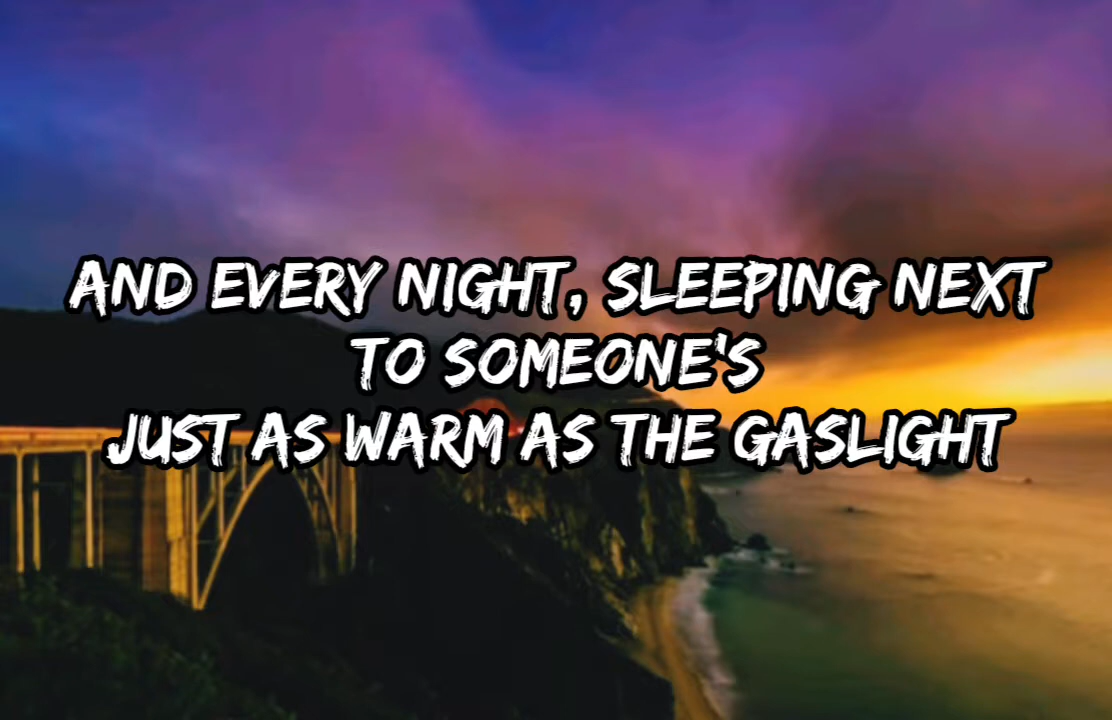 AND EVERY NIGHT, SLEEPING NEXT
TO SOMEONE'S
JUST AS WARM AS THE GASLIGHT